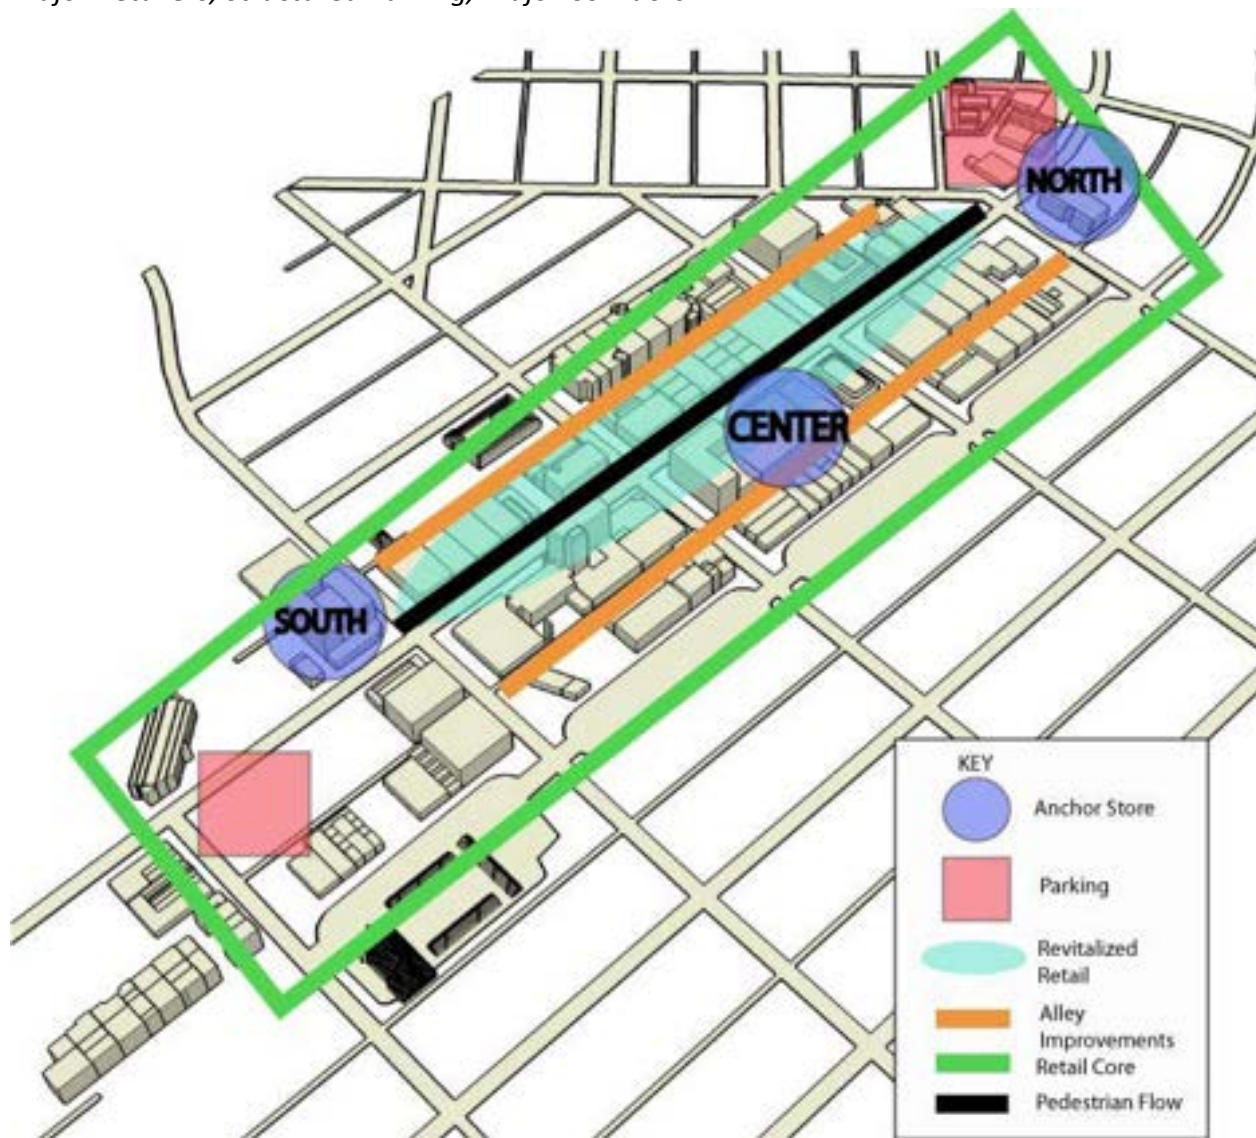 NORTH
CENTER
SOUTH
KEY
Anchor Store
Parking
Revitalized
Retail
Alley
Improvements
Retail Core
Pedestrian Flow